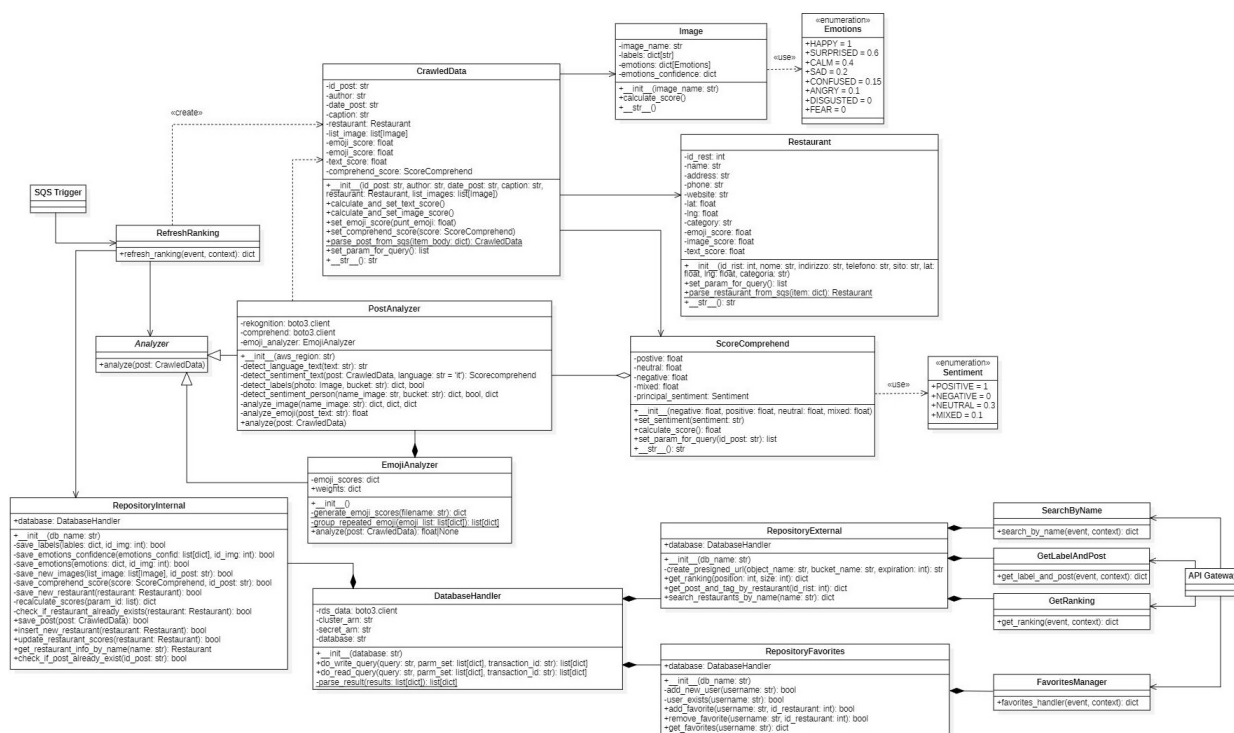 Image
-image_name: str
-labels: dict[str]
-emotions: dict[Emotions]
-emotions_confidence: dict
+__init__(image_name: str)
+calculate_score()
+__str__()
«use»
«enumeration»
Emotions
+HAPPY = 1
+SURPRISED = 0.6
+CALM = 0.4
+SAD = 0.2
+CONFUSED = 0.15
+ANGRY = 0.1
+DISGUSTED = 0
+FEAR = 0
CrawledData
-id_post: str
-author: str
-date_post: str
-caption: str
-restaurant: Restaurant
-list_image: list[Image]
-emoji_score: float
-emoji_score: float
-text_score: float
-comprehend_score: ScoreComprehend
+__init__(id_post: str, author: str, date_post: str, caption: str,
restaurant: Restaurant, list_images: list[Image])
+calculate_and_set_text_score()
+calculate_and_set_image_score()
+set_emoji_score(punt_emoji: float)
+set_comprehend_score(score: ScoreComprehend)
+parse_post_from_sqs(item_body: dict): CrawledData
+set_param_for_query(): list
+__str__(): str
«create»
Restaurant
-id_rest: int
-name: str
-address: str
-phone: str
-website: str
-lat: float
-lng: float
-category: str
-emoji_score: float
-image_score: float
-text_score: float
+__init__(id_rist: int, nome: str, indirizzo: str, telefono: str, sito: str, lat:
float, lng: float, categoria: str)
+set_param_for_query(): list
+parse_restaurant_from_sqs(item: dict): Restaurant
+__str__(): str
SQS Trigger
RefreshRanking
+refresh_ranking(event, context): dict
Analyzer
+analyze(post: CrawledData)
PostAnalyzer
-rekognition: boto3.client
-comprehend: boto3.client
-emoji_analyzer: EmojiAnalyzer
+__init__(aws_region: str)
-detect_language_text(text: str): str
-detect_sentiment_text(post: CrawledData, language: str = 'it'): Scorecomprehend
-detect_labels(photo: Image, bucket: str): dict, bool
-detect_sentiment_person(name_image: str, bucket: str): dict, bool, dict
-analyze_image(name_image: str): dict, dict, dict
-analyze_emoji(post_text: str): float
+analyze(post: CrawledData)
ScoreComprehend
-postive: float
-neutral: float
-negative: float
-mixed: float
-principal_sentiment: Sentiment
+__init__(negative: float, positive: float, neutral: float, mixed: float)
+set_sentiment(sentiment: str)
+calculate_score(): float
+set_param_for_query(id_post: str): list
+__str__(): str
«use»
«enumeration»
Sentiment
+POSITIVE = 1
+NEGATIVE = 0
+NEUTRAL = 0.3
+MIXED = 0.1
EmojiAnalyzer
-emoji_scores: dict
+weights: dict
+__init__()
-generate_emoji_scores(filename: str): dict
-group_repeated_emoji(emoji_list: list[dict]): list[dict]
+analyze(post: CrawledData): float|None
RepositoryInternal
+database: DatabaseHandler
+__init__(db_name: str)
-save_labels(lables: dict, id_img: int): bool
-save_emotions_confidence(emotions_confid: list[dict], id_img: int): bool
-save_emotions(emotions: dict, id_img: int): bool
-save_new_images(list_image: list[Image], id_post: str): bool
-save_comprehend_score(score: ScoreComprehend, id_post: str): bool
-save_new_restaurant(restaurant: Restaurant): bool
-recalculate_scores(param_id: list): dict
-check_if_restaurant_already_exists(restaurant: Restaurant): bool
+save_post(post: CrawledData): bool
+insert_new_restaurant(restaurant: Restaurant): bool
+update_restaurant_scores(restaurant: Restaurant): bool
+get_restaurant_info_by_name(name: str): Restaurant
+check_if_post_already_exist(id_post: str): bool
DatabaseHandler
-rds_data: boto3.client
-cluster_arn: str
-secret_arn: str
-database: str
+__init__(database: str)
+do_write_query(query: str, parm_set: list[dict], transaction_id: str): list[dict]
+do_read_query(query: str, parm_set: list[dict], transaction_id: str): list[dict]
-parse_result(results: list[dict]): list[dict]
RepositoryExternal
+database: DatabaseHandler
+__init__(db_name: str)
-create_presigned_url(object_name: str, bucket_name: str, expiration: int): str
+get_ranking(position: int, size: int): dict
+get_post_and_tag_by_restaurant(id_rist: int): dict
+search_restaurants_by_name(name: str): dict
SearchByName
+search_by_name(event, context): dict
GetLabelAndPost
+get_label_and_post(event, context): dict
GetRanking
+get_ranking(event, context): dict
API Gateway
RepositoryFavorites
+database: DatabaseHandler
+__init__(db_name: str)
-add_new_user(username: str): bool
-user_exists(username: str): bool
+add_favorite(username: str, id_restaurant: int): bool
+remove_favorite(username: str, id_restaurant: int): bool
+get_favorites(username: str): dict
FavoritesManager
+favorites_handler(event, context): dict